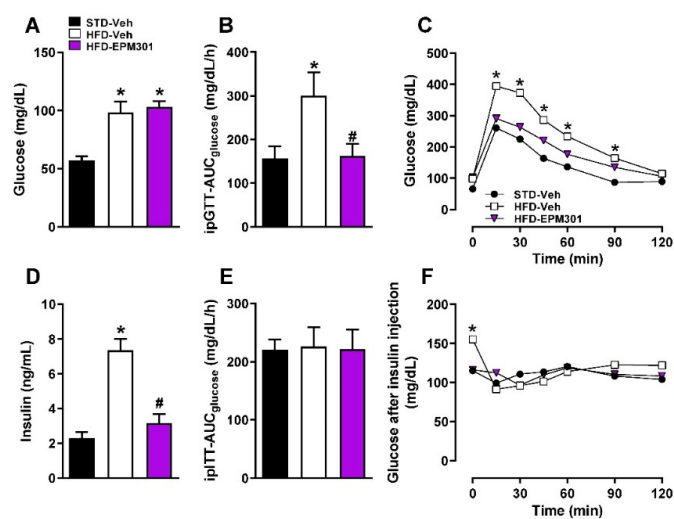 A
STD-Veh
HFD-Veh
HFD-EPM301
Glucose (mg/dL)
150
100
50
0
*
*
B
ipGTT-AUCglucose (mg/dL/h)
400
300
200
100
0
*
#
C
Glucose (mg/dL)
500
400
300
200
100
0
*
*
*
*
*
STD-Veh
HFD-Veh
HFD-EPM301
0
30
60
90
120
Time (min)
D
Insulin (ng/mL)
10
8
6
4
2
0
*
#
E
ipITT-AUCglucose (mg/dL/h)
400
300
200
100
0
F
Glucose after insulin injection
(mg/dL)
200
150
100
50
0
*
0
30
60
90
120
Time (min)